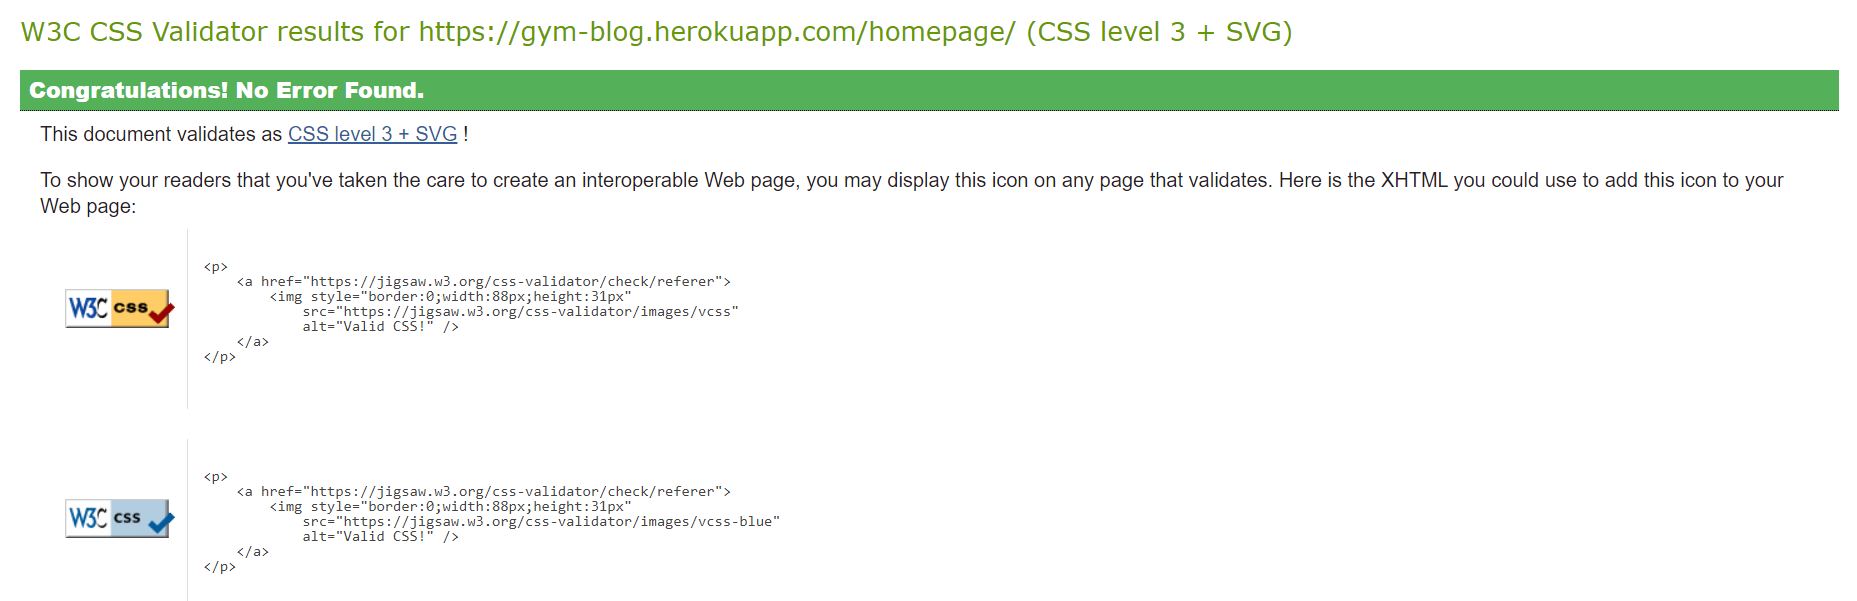 W3C CSS Validator results for https://gym-blog.herokuapp.com/homepage/ (CSS level 3 + SVG)
Congratulations! No Error Found.
This document validates as CSS level 3 + SVG !
To show your readers that you've taken the care to create an interoperable Web page, you may display this icon on any page that validates. Here is the XHTML you could use to add this icon to your
Web page:
W3C css
<p>
<a href="https://jigsaw.w3.org/css-validator/check/referer">
<img style="border:0;width:88px;height:31px"
src="https://jigsaw.w3.org/css-validator/images/vcss"
alt="Valid CSS!" />
</a>
</p>
W3C css
<p>
<a href="https://jigsaw.w3.org/css-validator/check/referer">
<img style="border:0;width:88px;height:31px"
src="https://jigsaw.w3.org/css-validator/images/vcss-blue"
alt="Valid CSS!" />
</a>
</p>